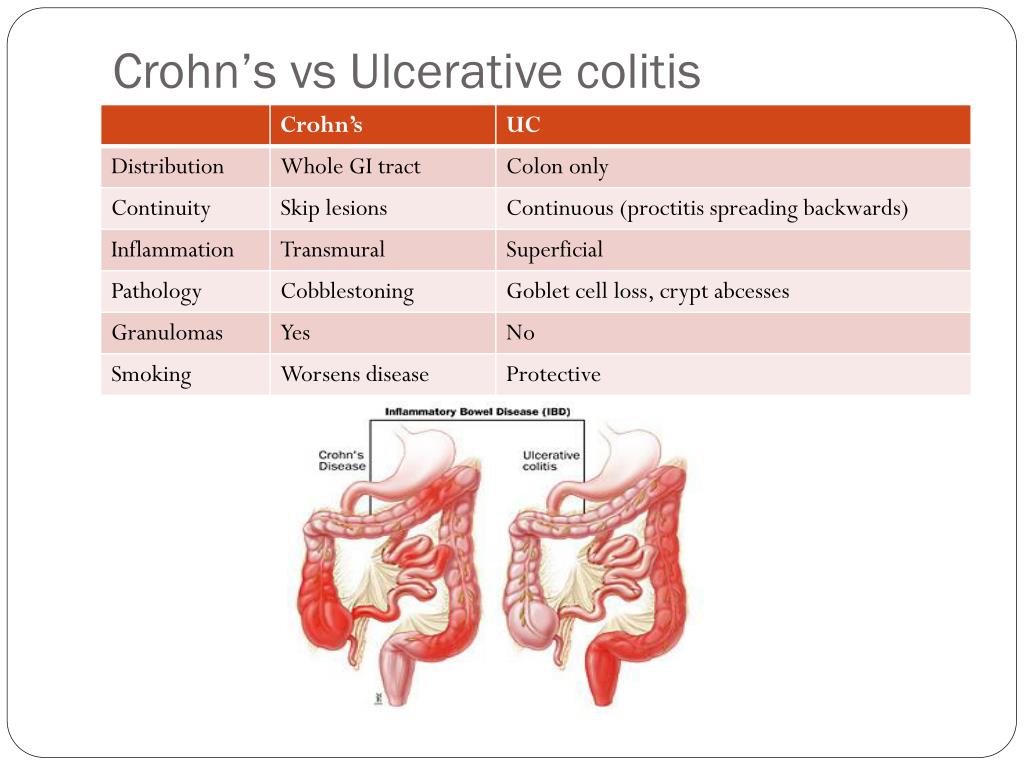 Crohn's vs Ulcerative colitis
Crohn's UC
Distribution Whole GI tract Colon only
Continuity Skip lesions Continuous (proctitis spreading backwards)
Inflammation Transmural Superficial
Pathology Cobblestoning Goblet cell loss, crypt abcesses
Granulomas Yes No
Smoking Worsens disease Protective
Inflammatory Bowel Disease (IBD)
Crohn's
Disease
Ulcerative
colitis